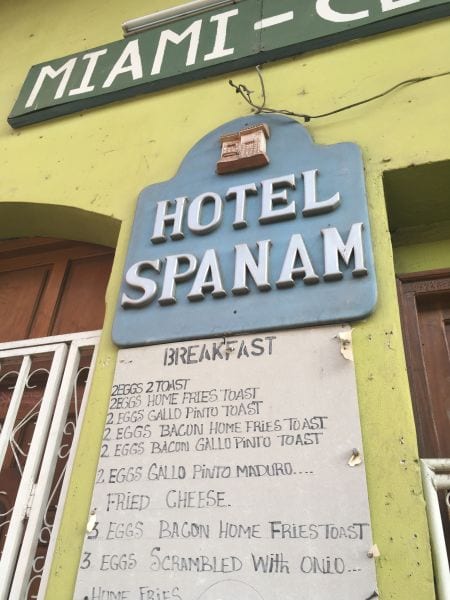 MIAMI-C
HOTEL
SPANAM
BREAKFAST
2EGGS 2 TOAST
2EGGS HOME FRIES TOAST
2 EGGS GALLO PINTO TOAST
2 EGGS BACON HOME FRIES TOAST
2 EGGS BACON GALLO PINTO TOAST
2 EGGS GALLO PINTO MADURO....
FRIED CHEESE.
3 EGGS BACON HOME FRIES TOAST
3 EGGS SCRAMBLED WITH ONIO...
HOME FRIES